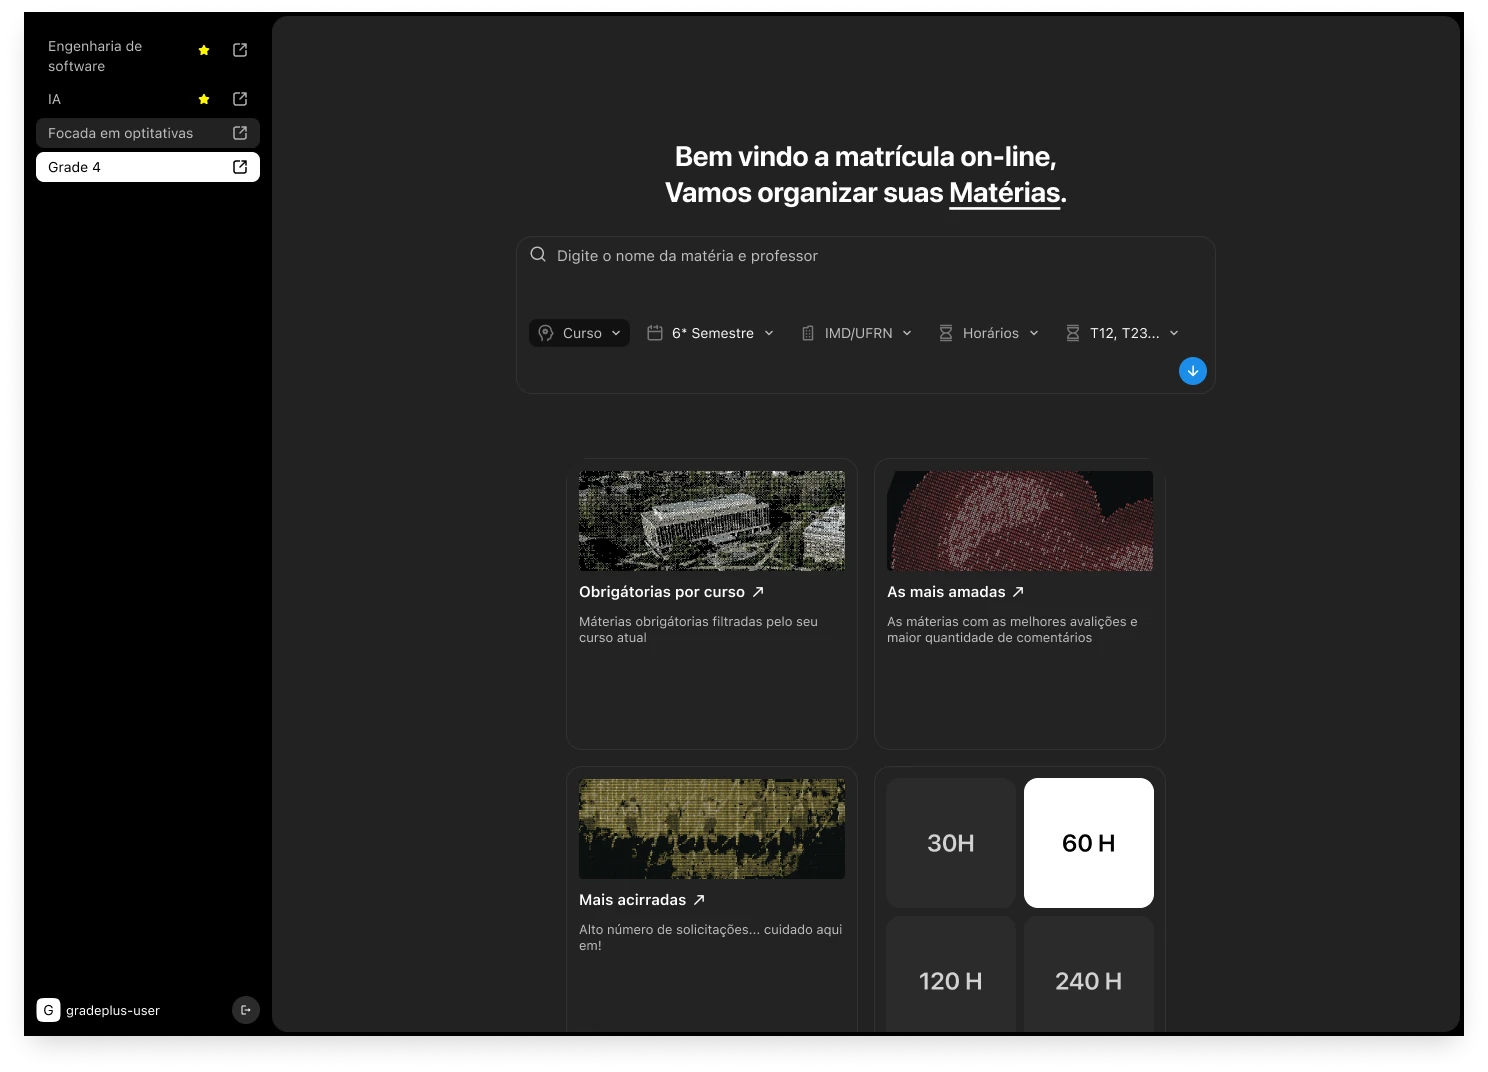 Engenharia de
software
IA
Focada em optitativas
Grade 4
Bem vindo a matrícula on-line,
Vamos organizar suas Matérias.
Digite o nome da matéria e professor
Curso
6* Semestre
IMD/UFRN
Horários
T12, T23...
Obrigátorias por curso
Máterias obrigátorias filtradas pelo seu
curso atual
As mais amadas
As máterias com as melhores avalições e
maior quantidade de comentários
Mais acirradas
Alto número de solicitações... cuidado aqui
em!
30H
60 H
120 H
240 H
G gradeplus-user